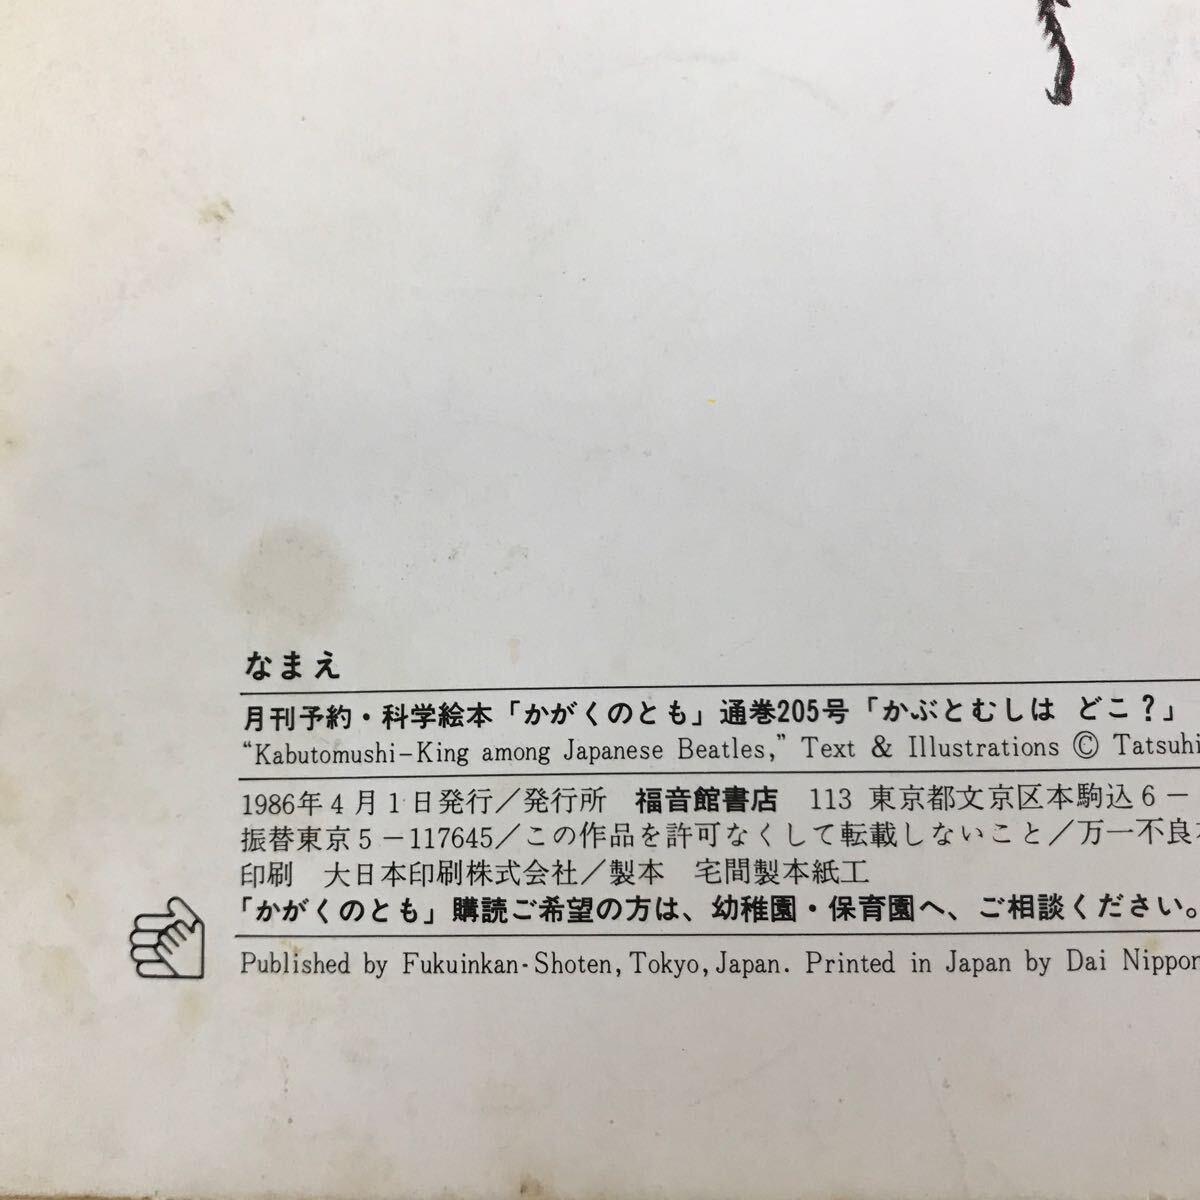 なまえ
月刊予約・科学絵本「かがくのとも」通巻205号「かぶとむしは どこ？」
“Kabutomushi–King among Japanese Beatles,” Text & Illustrations © Tatsuhi
1986年4月1日発行／発行所 福音館書店 113 東京都文京区本駒込6－
振替東京5－117645／この作品を許可なくして転載しないこと／万一不良
印刷 大日本印刷株式会社／製本 宅間製本紙工
「かがくのとも」購読ご希望の方は、幼稚園・保育園へ、ご相談ください。
Published by Fukuinkan-Shoten, Tokyo, Japan. Printed in Japan by Dai Nippon